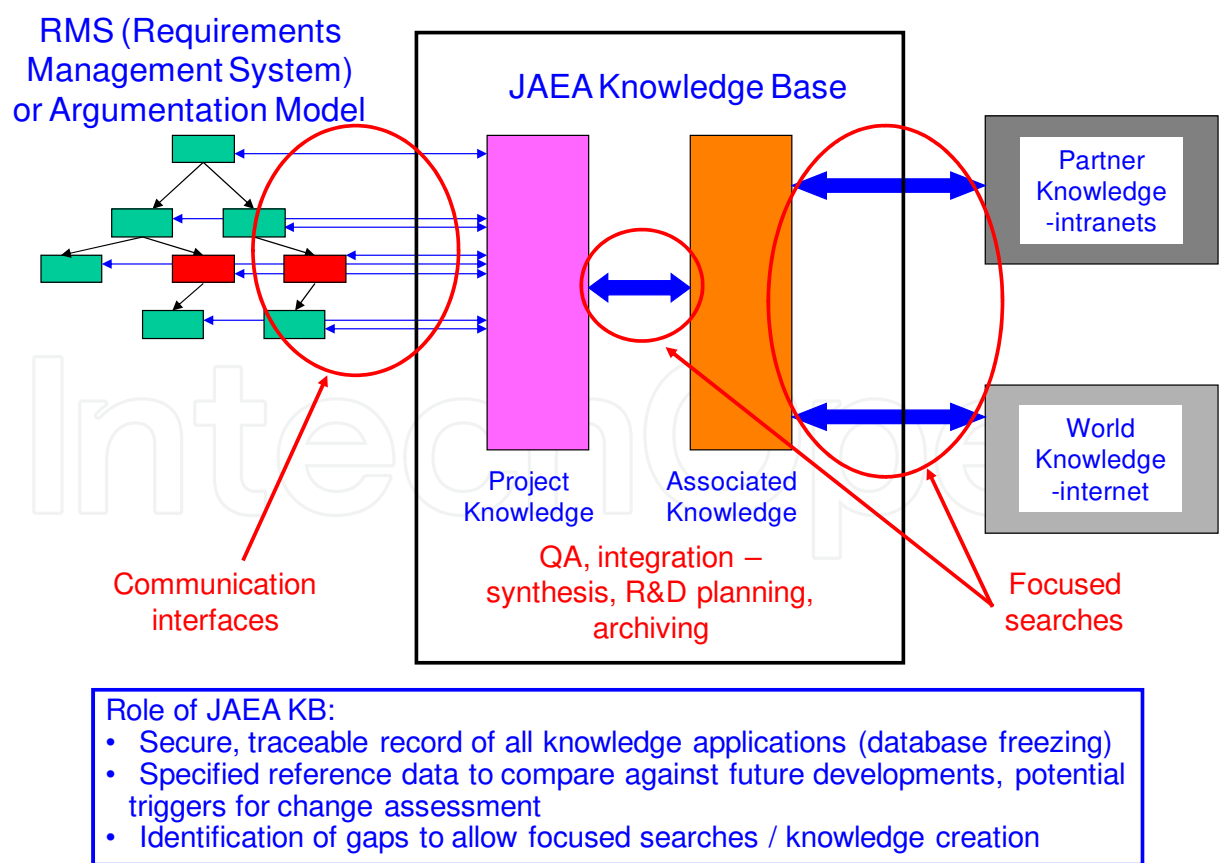 RMS (Requirements
Management System)
or Argumentation Model
JAEA Knowledge Base
Partner
Knowledge
-intranets
World
Knowledge
-internet
Project
Knowledge
Associated
Knowledge
QA, integration –
synthesis, R&D planning,
archiving
Communication
interfaces
Focused
searches
IntechOpe
Role of JAEA KB:
• Secure, traceable record of all knowledge applications (database freezing)
• Specified reference data to compare against future developments, potential
triggers for change assessment
• Identification of gaps to allow focused searches / knowledge creation